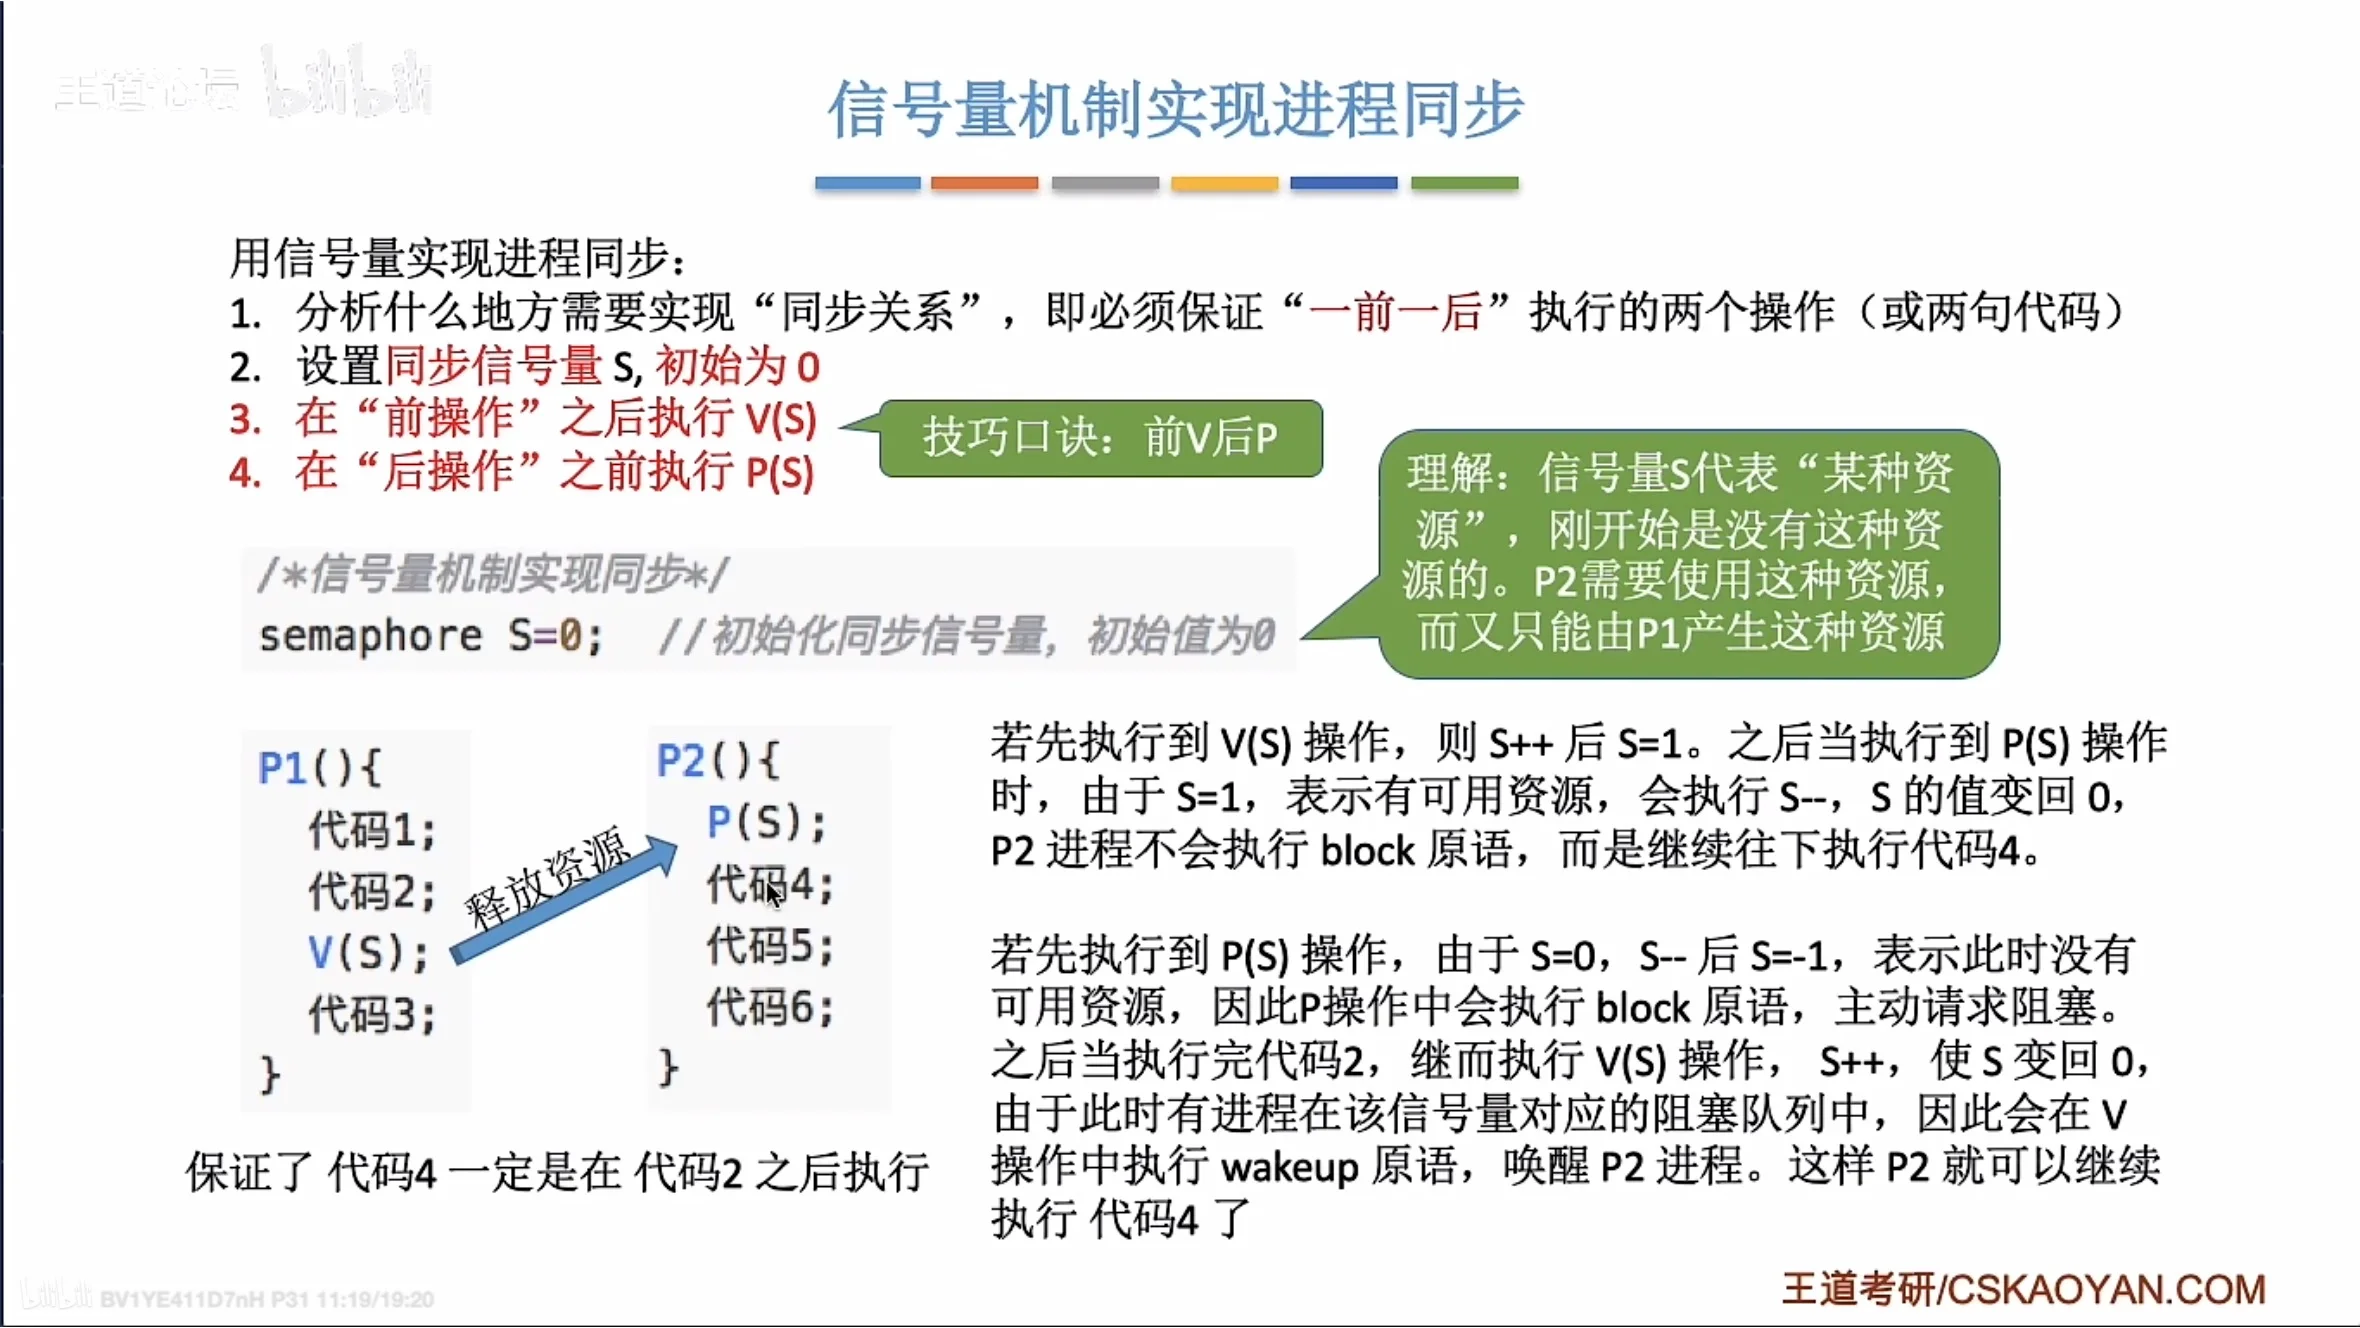 王道论坛 bilibili
信号量机制实现进程同步
用信号量实现进程同步：
1. 分析什么地方需要实现“同步关系”，即必须保证“一前一后”执行的两个操作（或两句代码）
2. 设置同步信号量 S, 初始为 0
3. 在“前操作”之后执行 V(S)
4. 在“后操作”之前执行 P(S)
技巧口诀：前V后P
理解：信号量S代表“某种资
源”，刚开始是没有这种资
源的。P2需要使用这种资源，
而又只能由P1产生这种资源
/*信号量机制实现同步*/
semaphore S=0; //初始化同步信号量，初始值为0
P1(){
代码1;
代码2;
V(S);
代码3;
}
释放资源
P2(){
P(S);
代码4;
代码5;
代码6;
}
保证了 代码4 一定是在 代码2 之后执行
若先执行到 V(S) 操作，则 S++ 后 S=1。之后当执行到 P(S) 操作
时，由于 S=1，表示有可用资源，会执行 S--，S 的值变回 0，
P2 进程不会执行 block 原语，而是继续往下执行代码4。
若先执行到 P(S) 操作，由于 S=0，S-- 后 S=-1，表示此时没有
可用资源，因此P操作中会执行 block 原语，主动请求阻塞。
之后当执行完代码2，继而执行 V(S) 操作， S++，使 S 变回 0，
由于此时有进程在该信号量对应的阻塞队列中，因此会在 V
操作中执行 wakeup 原语，唤醒 P2 进程。这样 P2 就可以继续
执行 代码4 了
bilibili BV1YE411D7nH P31 11:19/19:20
王道考研/CSKAOYAN.COM